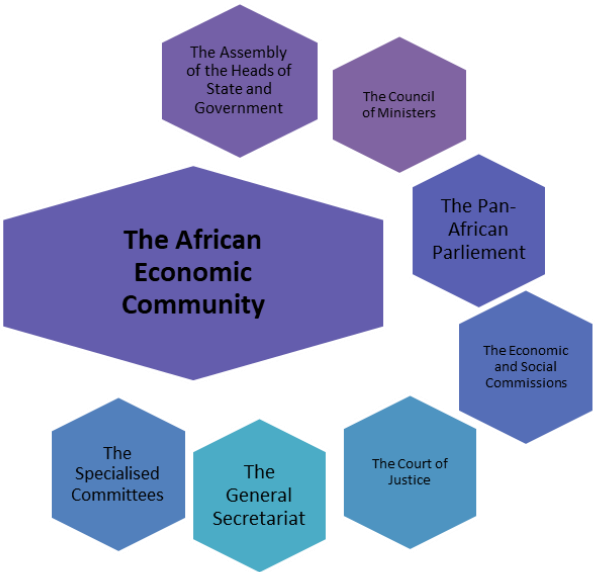 The Assembly
of the Heads of
State and
Government
The Council
of Ministers
The Pan-
African
Parliement
The African
Economic
Community
The Economic
and Social
Commissions
The Court of
Justice
The
General
Secretariat
The
Specialised
Committees